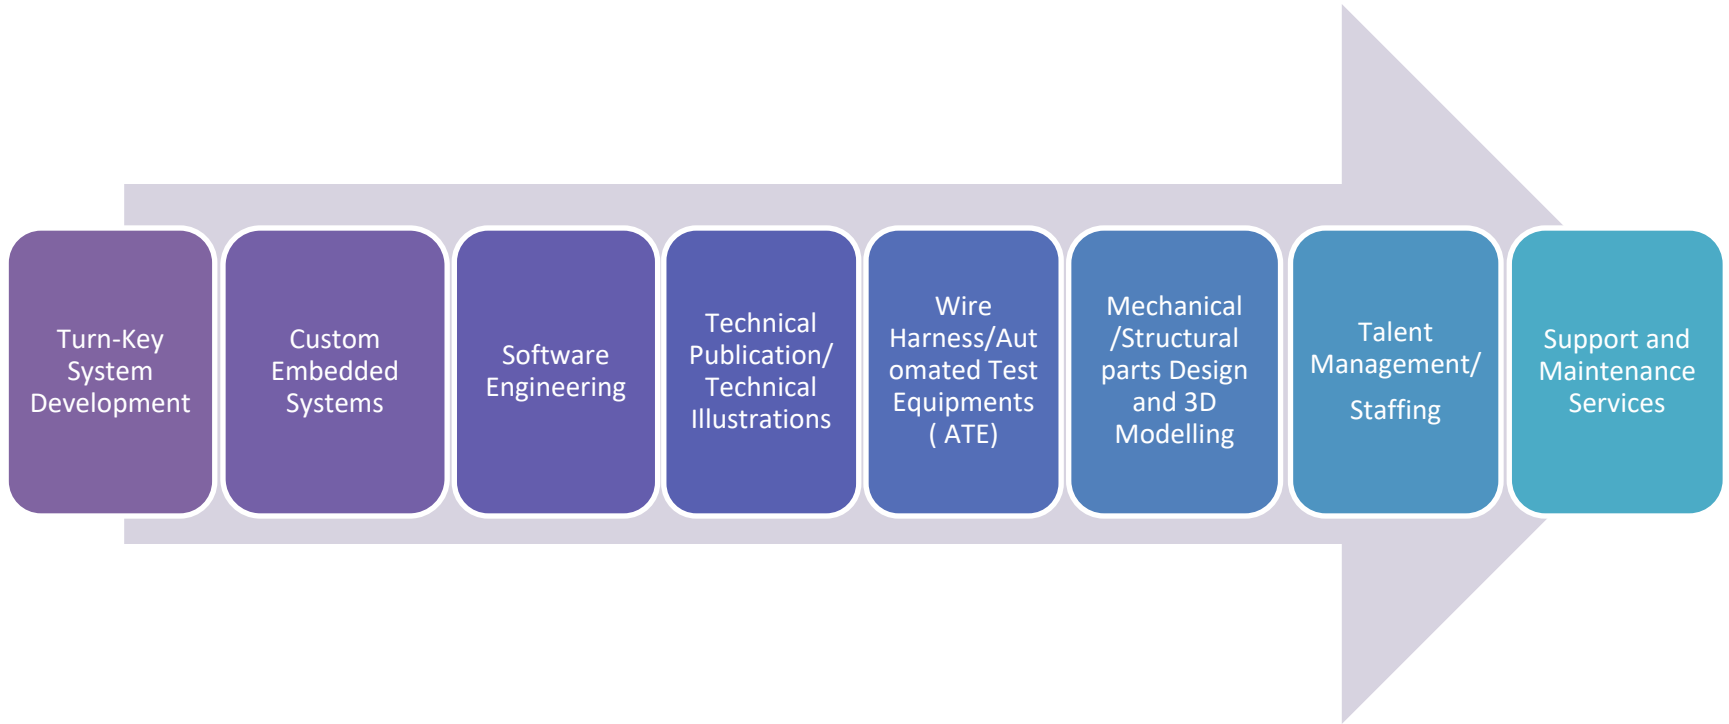 Turn-Key
System
Development
Custom
Embedded
Systems
Software
Engineering
Technical
Publication/
Technical
Illustrations
Wire
Harness/Aut
omated Test
Equipments
( ATE)
Mechanical
/Structural
parts Design
and 3D
Modelling
Talent
Management/
Staffing
Support and
Maintenance
Services